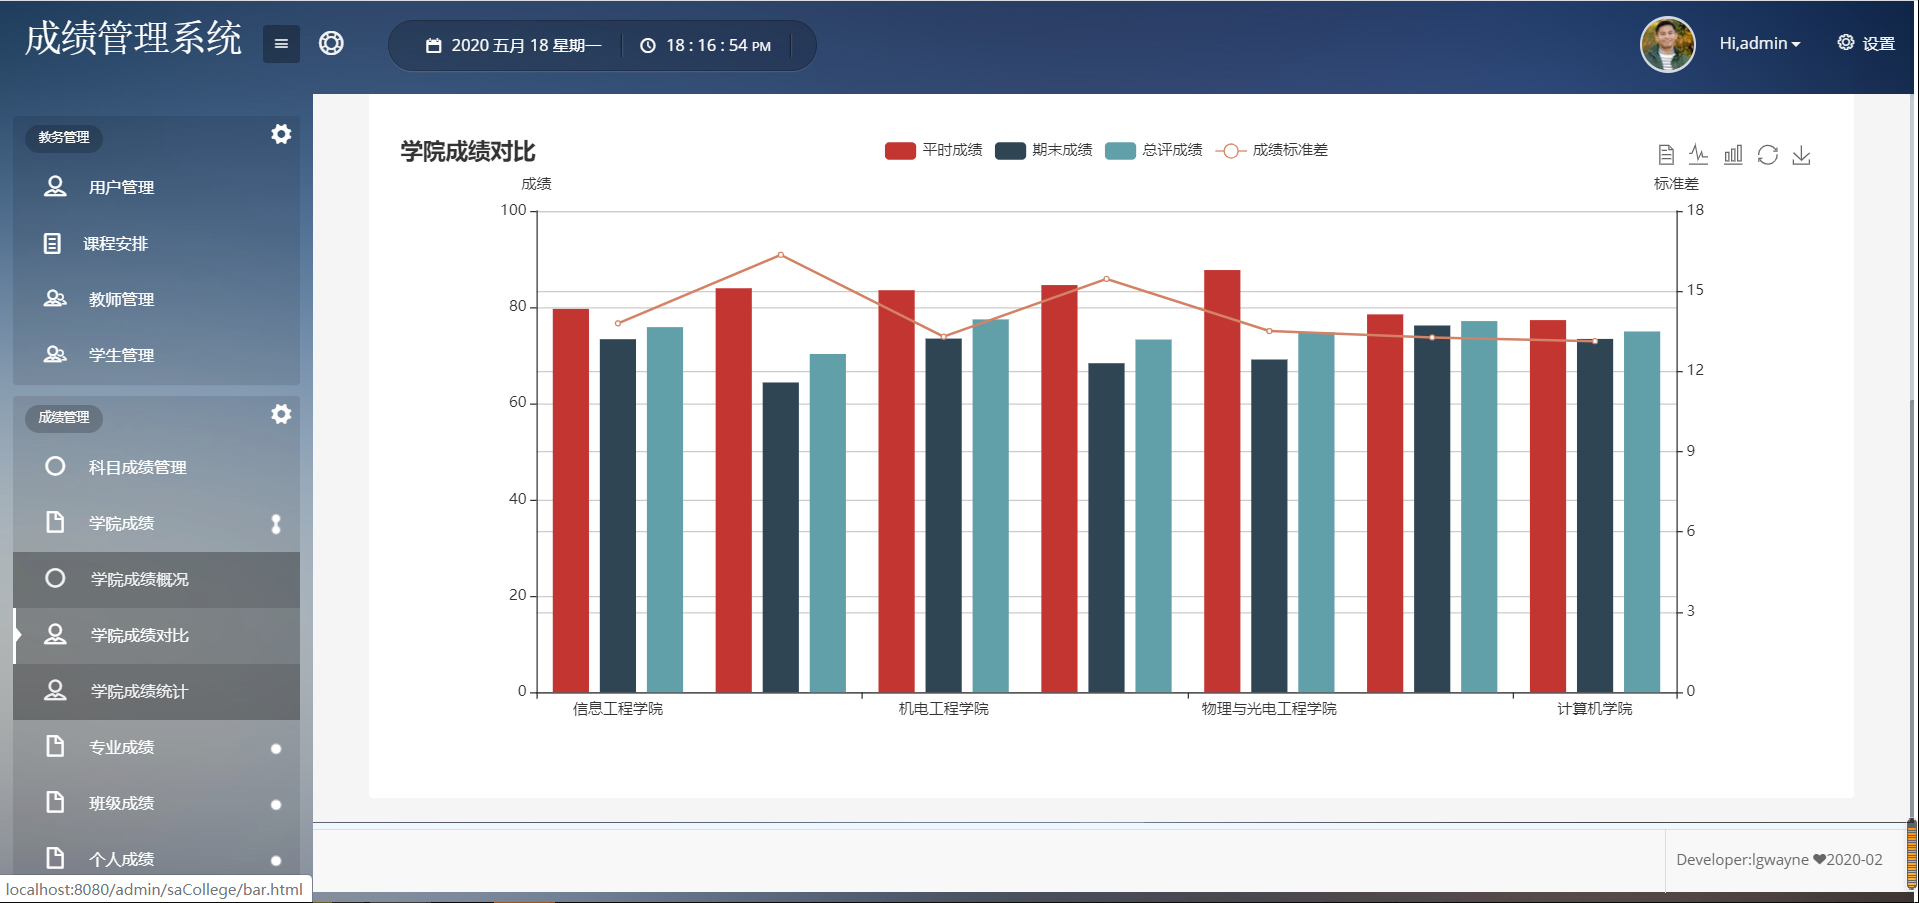 成绩管理系统
2020 五月 18 星期一
18 : 16 : 54 PM
Hi,admin
设置
教务管理
用户管理
课程安排
教师管理
学生管理
成绩管理
科目成绩管理
学院成绩
学院成绩概况
学院成绩对比
学院成绩统计
专业成绩
班级成绩
个人成绩
localhost:8080/admin/saCollege/bar.html
学院成绩对比
平时成绩 期末成绩 总评成绩 成绩标准差
成绩
标准差
100
80
60
40
20
0
18
15
12
9
6
3
0
信息工程学院 机电工程学院 物理与光电工程学院 计算机学院
Developer:lgwayne ❤2020-02